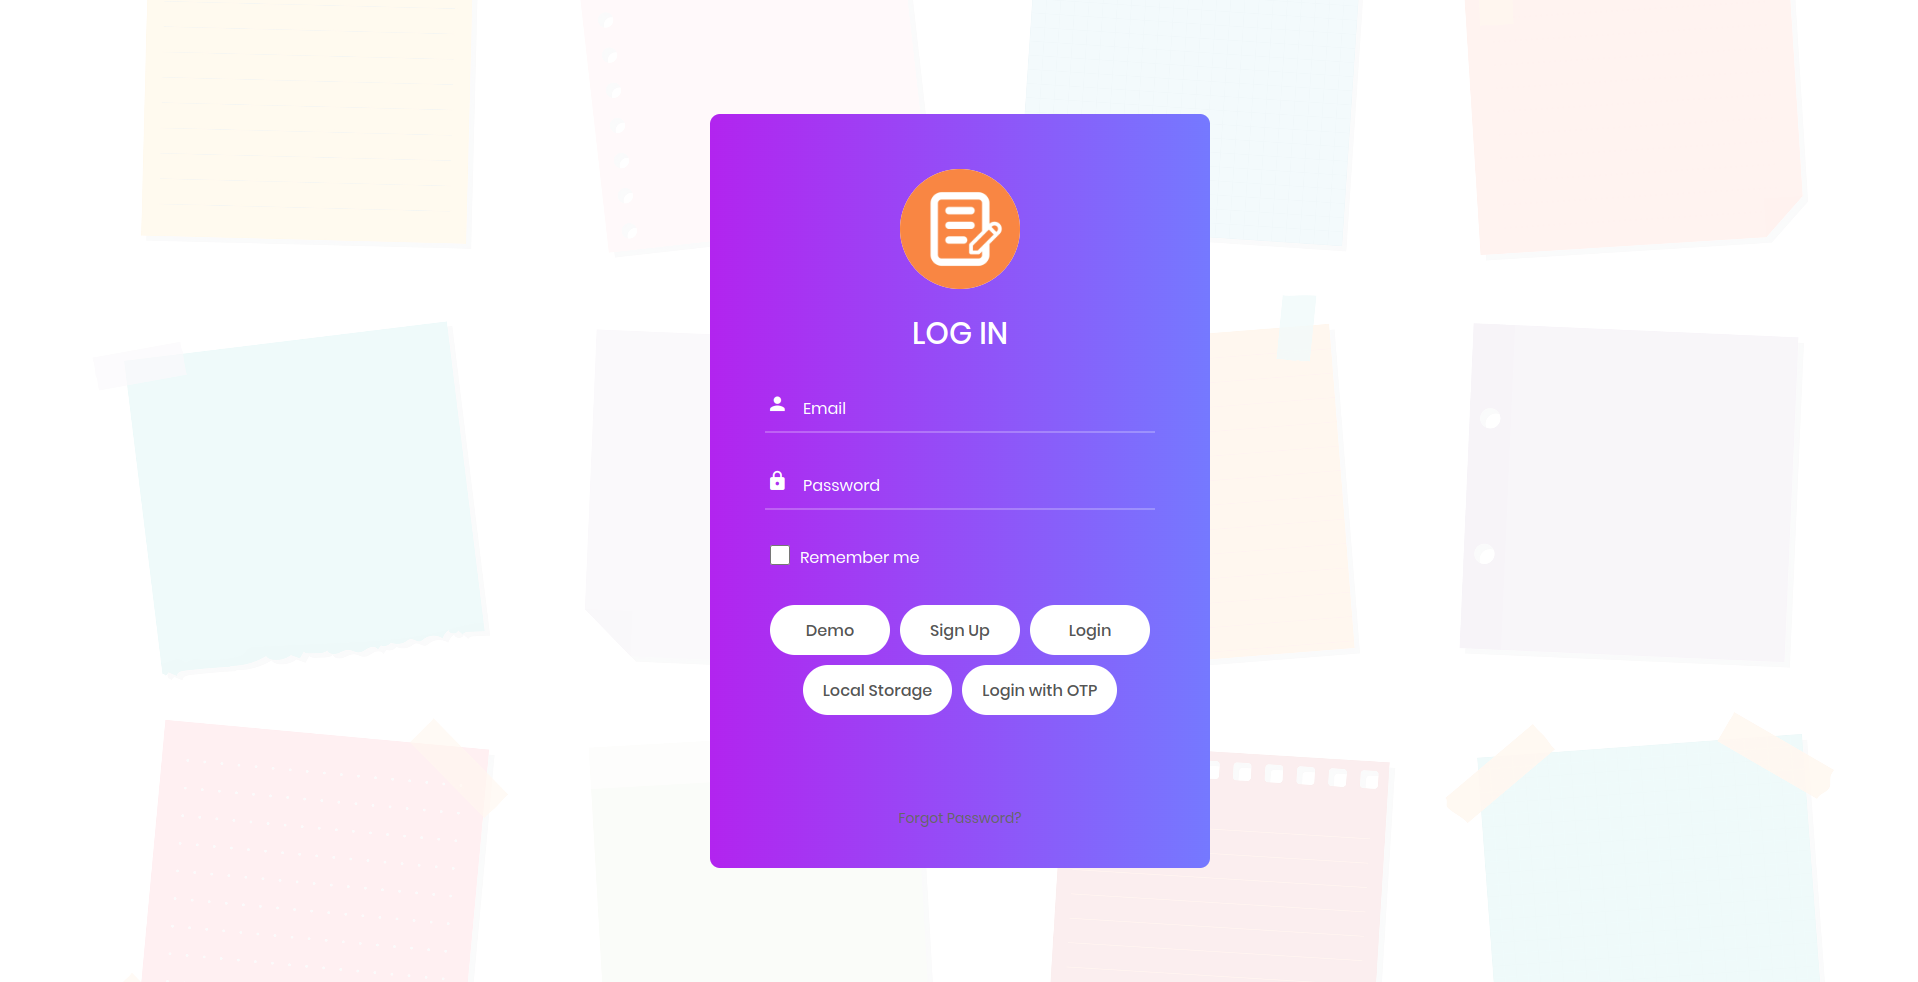 LOG IN
Email
Password
Remember me
Demo
Sign Up
Login
Local Storage
Login with OTP
Forgot Password?